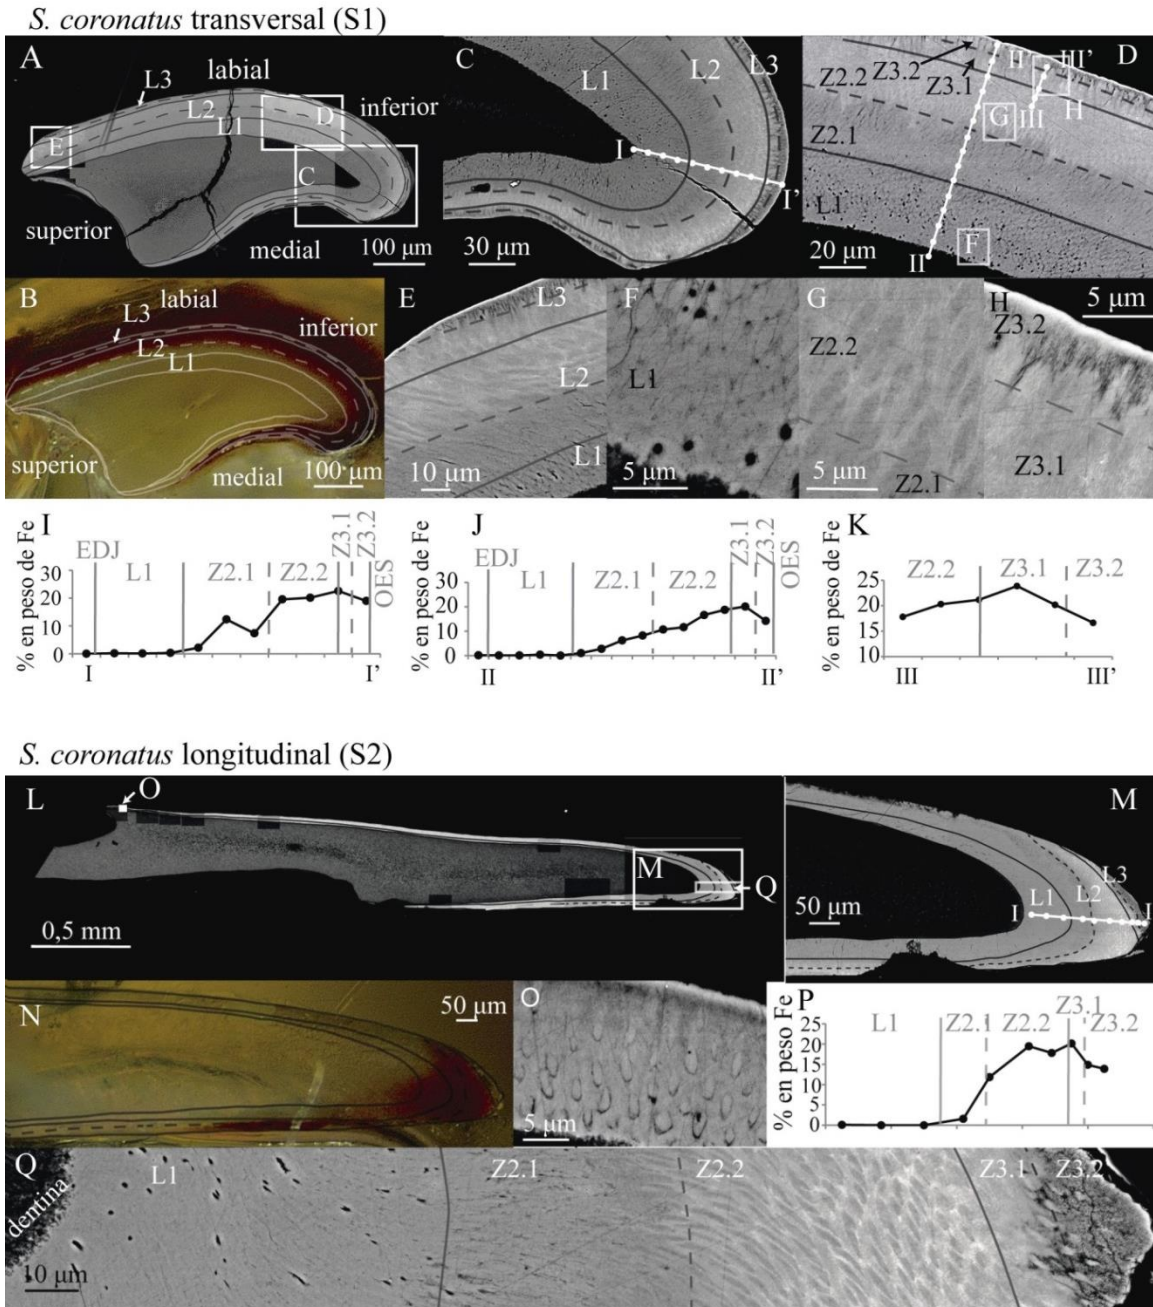 S. coronatus transversal (S1)
A
L3
labial
L2
L1
inferior
D
E
C
superior
medial
100 µm
C
L1
L2
L3
I
I'
30 µm
D
Z3.2
Z3.1
II'
III'
Z2.2
G
III
H
Z2.1
L1
F
II
20 µm
B
L3
labial
L2
L1
inferior
superior
medial
100 µm
E
L3
L2
L1
10 µm
F
L1
5 µm
G
Z2.2
5 µm
Z2.1
H
5 µm
Z3.2
Z3.1
I
% en peso de Fe
EDJ
L1
Z2.1
Z2.2
Z3.1
Z3.2
OES
30
20
10
0
I
I'
J
% en peso de Fe
EDJ
L1
Z2.1
Z2.2
Z3.1
Z3.2
OES
30
20
10
0
II
II'
K
% en peso de Fe
Z2.2
Z3.1
Z3.2
25
20
15
10
III
III'
S. coronatus longitudinal (S2)
L
O
M
Q
0,5 mm
M
L3
I
L1
L2
I
50 µm
N
50 µm
O
5 µm
P
% en peso Fe
L1
Z2.1
Z2.2
Z3.1
Z3.2
25
20
15
10
5
0
Q
dentina
L1
Z2.1
Z2.2
Z3.1
Z3.2
10 µm